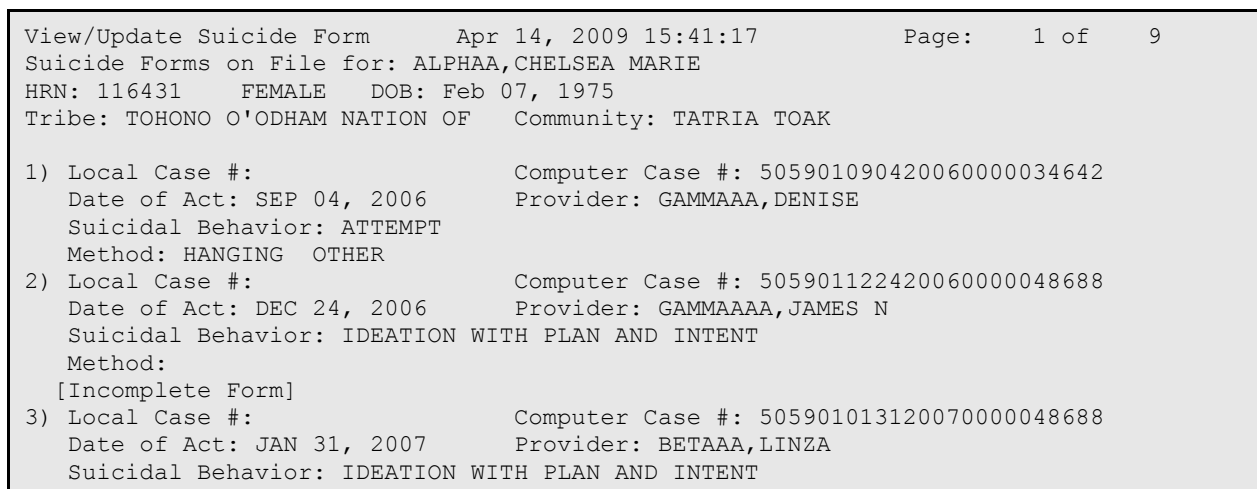 View/Update Suicide Form Apr 14, 2009 15:41:17 Page: 1 of 9
Suicide Forms on File for: ALPHAA,CHELSEA MARIE
HRN: 116431 FEMALE DOB: Feb 07, 1975
Tribe: TOHONO O'ODHAM NATION OF Community: TATRIA TOAK
1) Local Case #: Computer Case #: 505901090420060000034642
Date of Act: SEP 04, 2006 Provider: GAMMAAA,DENISE
Suicidal Behavior: ATTEMPT
Method: HANGING OTHER
2) Local Case #: Computer Case #: 505901122420060000048688
Date of Act: DEC 24, 2006 Provider: GAMMAAAA,JAMES N
Suicidal Behavior: IDEATION WITH PLAN AND INTENT
Method:
[Incomplete Form]
3) Local Case #: Computer Case #: 505901013120070000048688
Date of Act: JAN 31, 2007 Provider: BETAAA,LINZA
Suicidal Behavior: IDEATION WITH PLAN AND INTENT